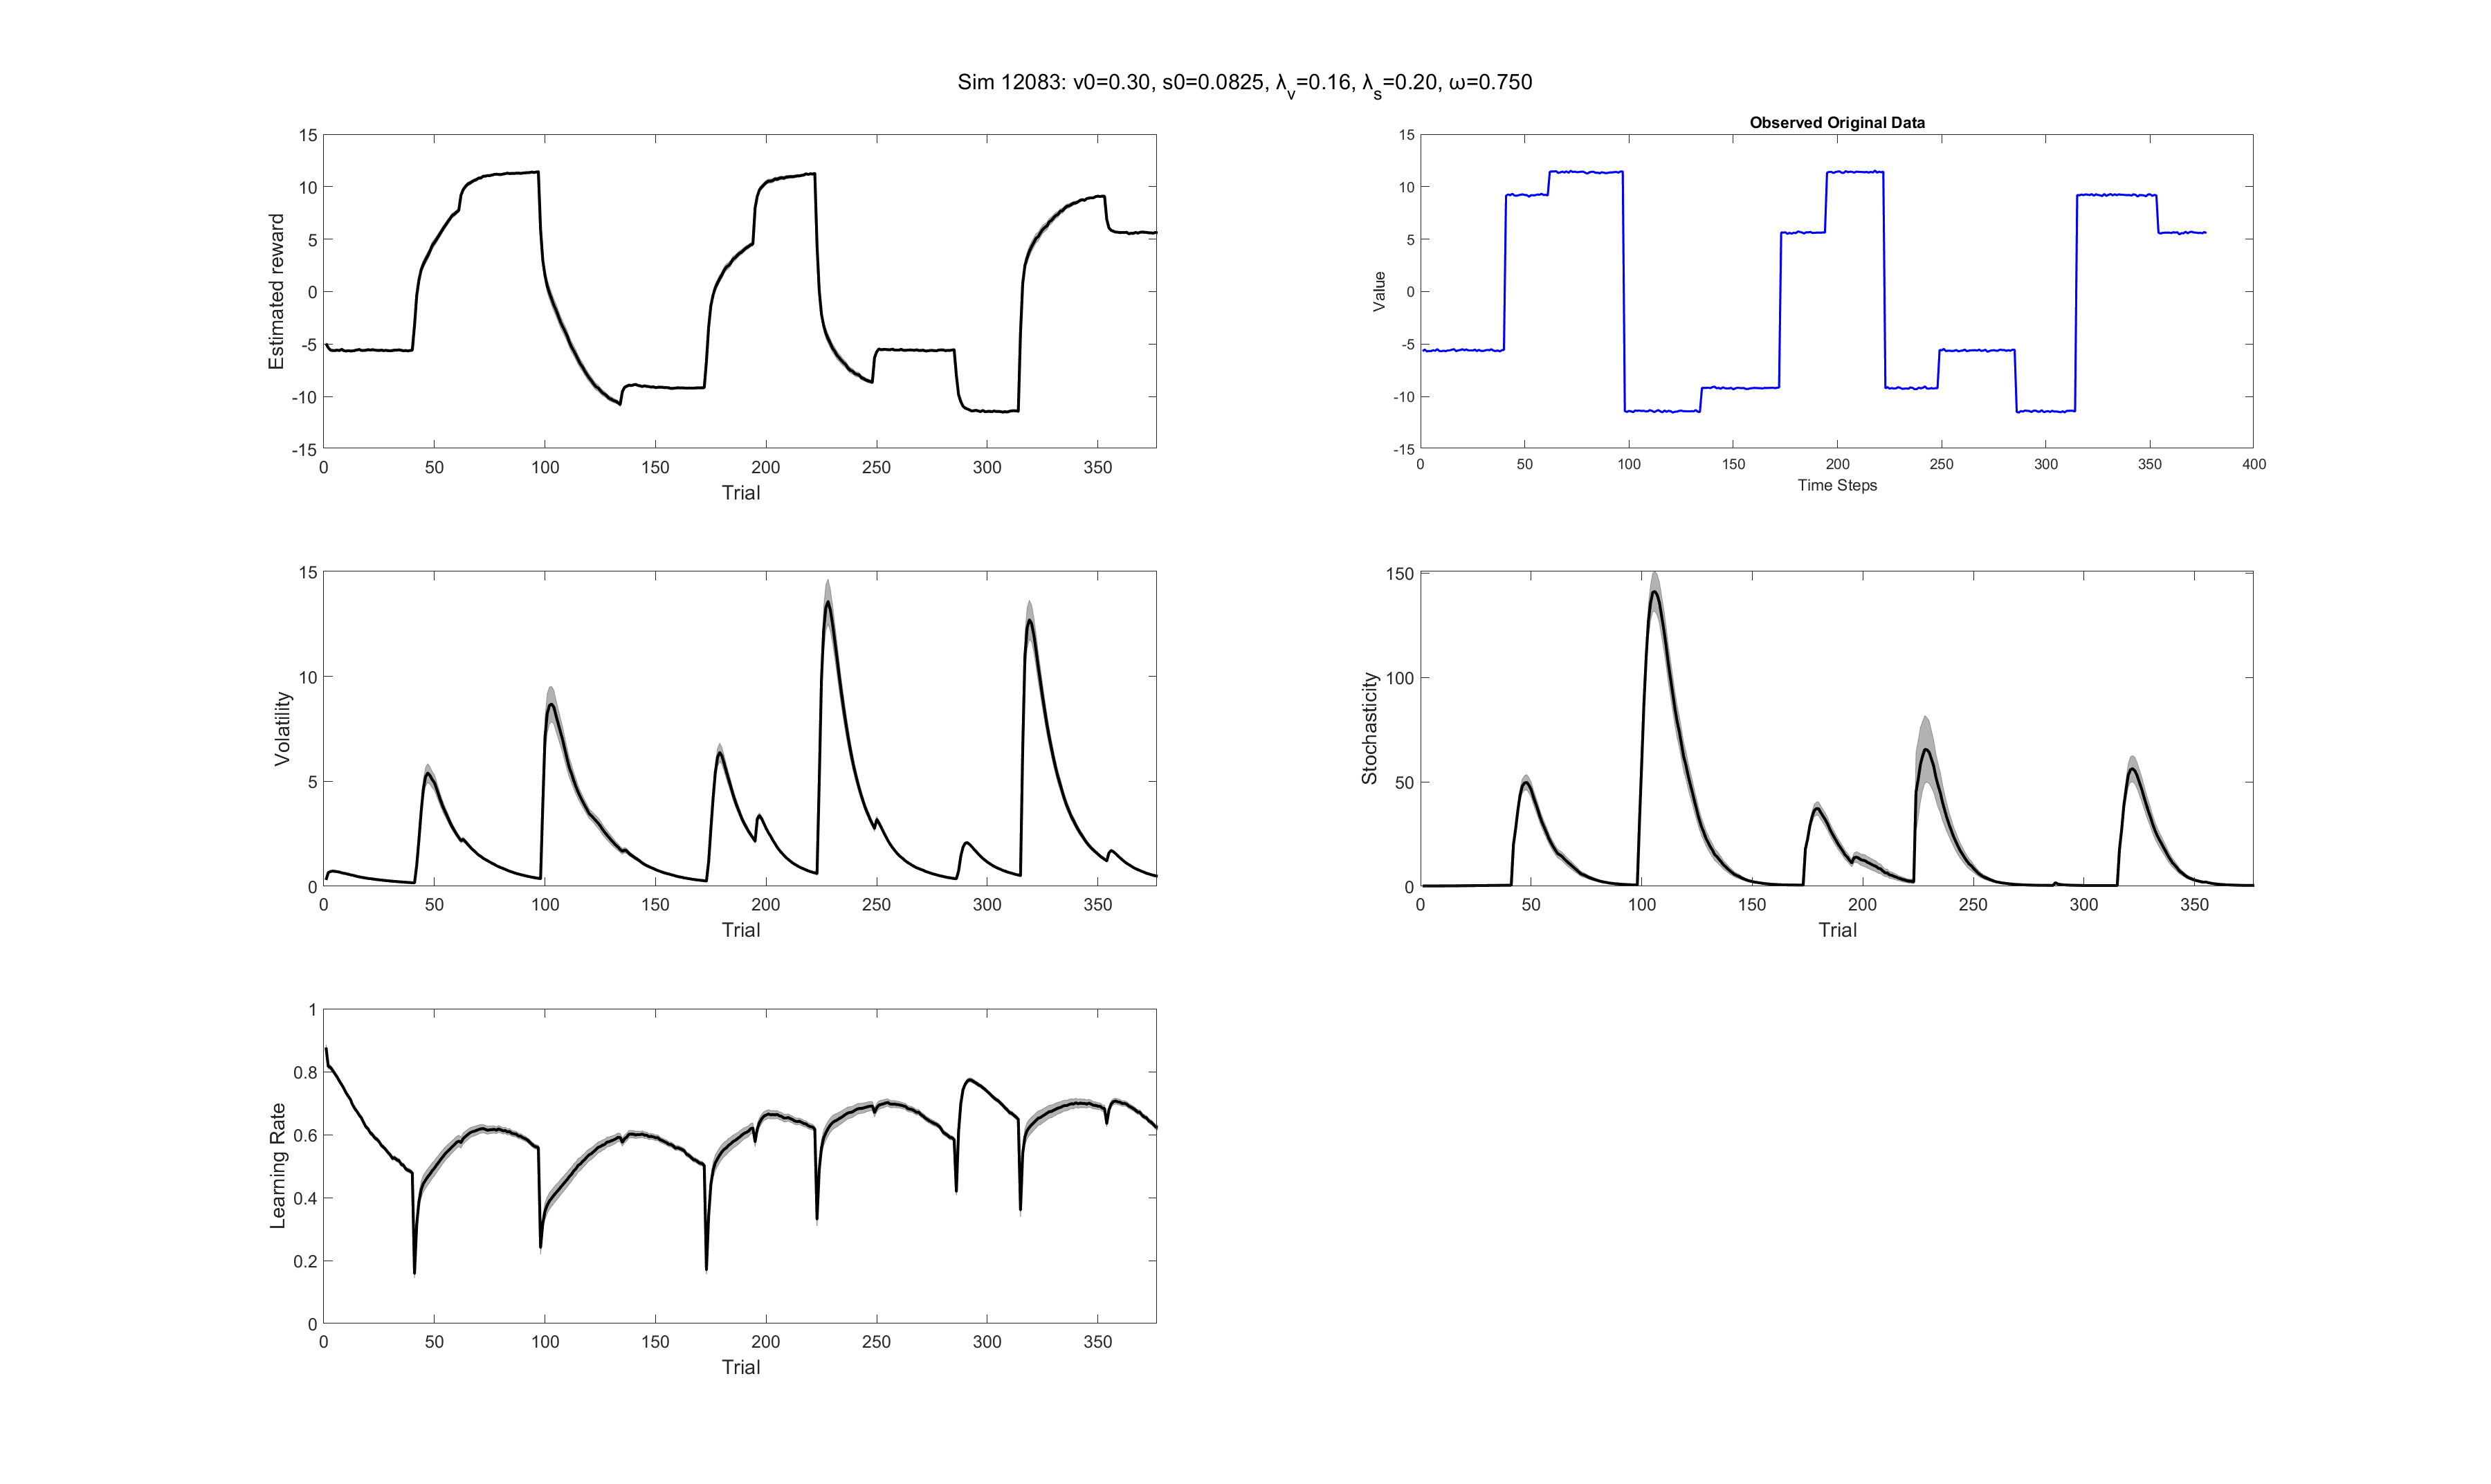 Sim 12083: v0=0.30, s0=0.0825, λv=0.16, λs=0.20, ω=0.750
15
10
5
0
-5
-10
-15
Estimated reward
0 50 100 150 200 250 300 350
Trial
Observed Original Data
15
10
5
0
-5
-10
-15
Value
0 50 100 150 200 250 300 350 400
Time Steps
15
10
5
0
Volatility
0 50 100 150 200 250 300 350
Trial
150
100
50
0
Stochasticity
0 50 100 150 200 250 300 350
Trial
1
0.8
0.6
0.4
0.2
0
Learning Rate
0 50 100 150 200 250 300 350
Trial